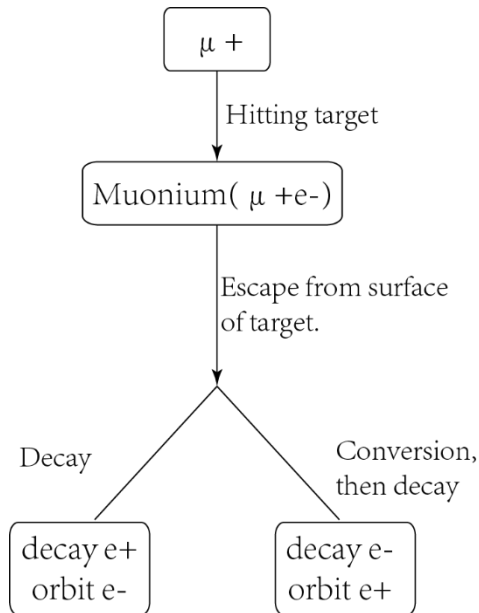 μ +
Hitting target
Muonium( μ +e-)
Escape from surface
of target.
Decay
Conversion,
then decay
decay e+
orbit e-
decay e-
orbit e+